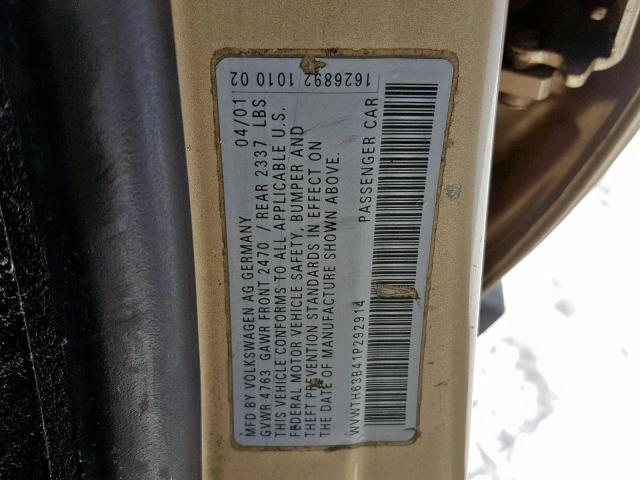 MFD BY VOLKSWAGEN AG GERMANY 04/01
GVWR 4763 GAWR FRONT 2470 / REAR 2337 LBS
THIS VEHICLE CONFORMS TO ALL APPLICABLE U.S.
FEDERAL MOTOR VEHICLE SAFETY, BUMPER AND
THEFT PREVENTION STANDARDS IN EFFECT ON
THE DATE OF MANUFACTURE SHOWN ABOVE.
WVWTH63B41P292914 PASSENGER CAR
1626892 1010 02